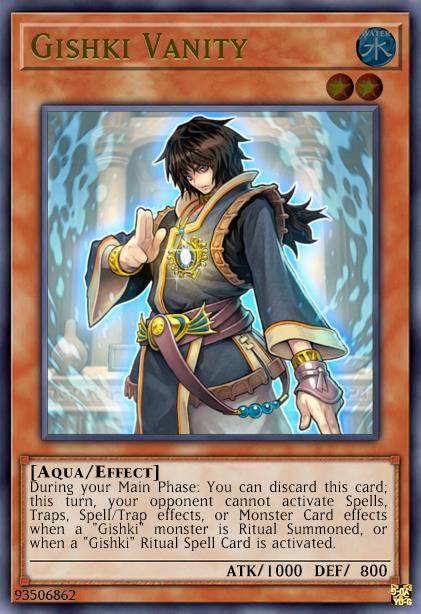 GISHKI VANITY
WATER
水
[AQUA/EFFECT]
During your Main Phase: You can discard this card;
this turn, your opponent cannot activate Spells,
Traps, Spell/Trap effects, or Monster Card effects
when a "Gishki" monster is Ritual Summoned, or
when a "Gishki" Ritual Spell Card is activated.
ATK/1000 DEF/ 800
93506862